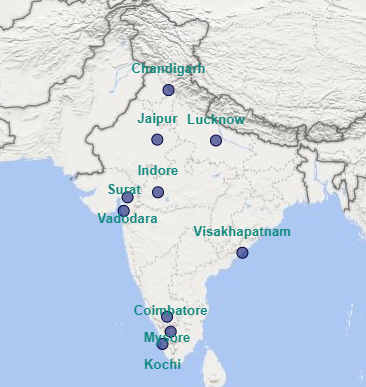 Chandigarh
Jaipur
Lucknow
Indore
Surat
Vadodara
Visakhapatnam
Coimbatore
Mysore
Kochi